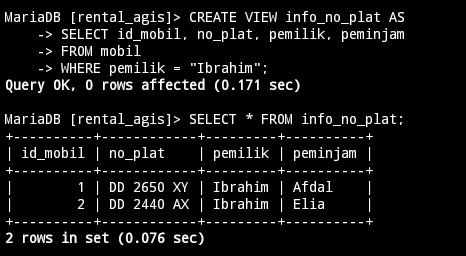 MariaDB [rental_agis]> CREATE VIEW info_no_plat AS
    -> SELECT id_mobil, no_plat, pemilik, peminjam
    -> FROM mobil
    -> WHERE pemilik = "Ibrahim";
Query OK, 0 rows affected (0.171 sec)

MariaDB [rental_agis]> SELECT * FROM info_no_plat;
+----------+------------+---------+----------+
| id_mobil | no_plat    | pemilik | peminjam |
+----------+------------+---------+----------+
|        1 | DD 2650 XY | Ibrahim | Afdal    |
|        2 | DD 2440 AX | Ibrahim | Elia     |
+----------+------------+---------+----------+
2 rows in set (0.076 sec)